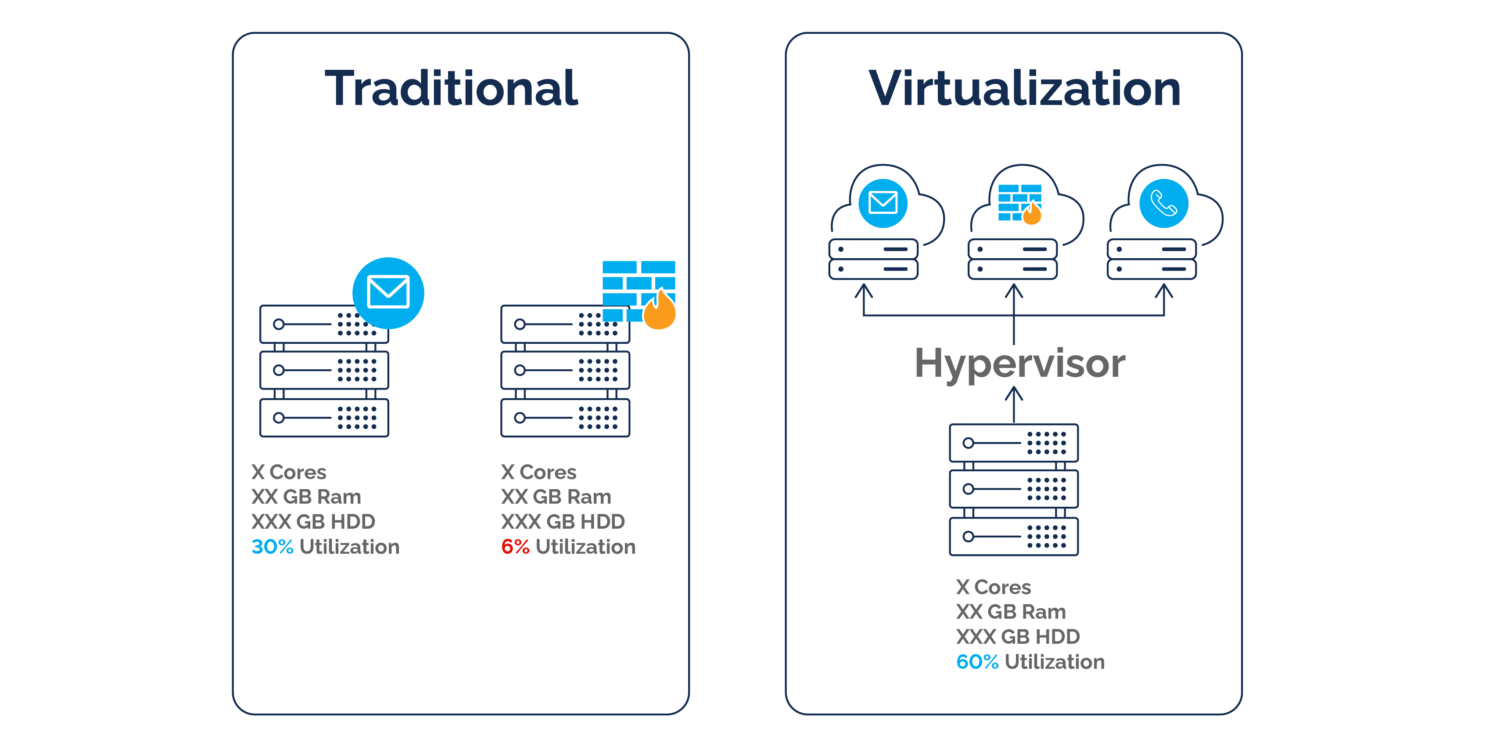 Traditional
X Cores
XX GB Ram
XXX GB HDD
30% Utilization
X Cores
XX GB Ram
XXX GB HDD
6% Utilization
Virtualization
Hypervisor
X Cores
XX GB Ram
XXX GB HDD
60% Utilization